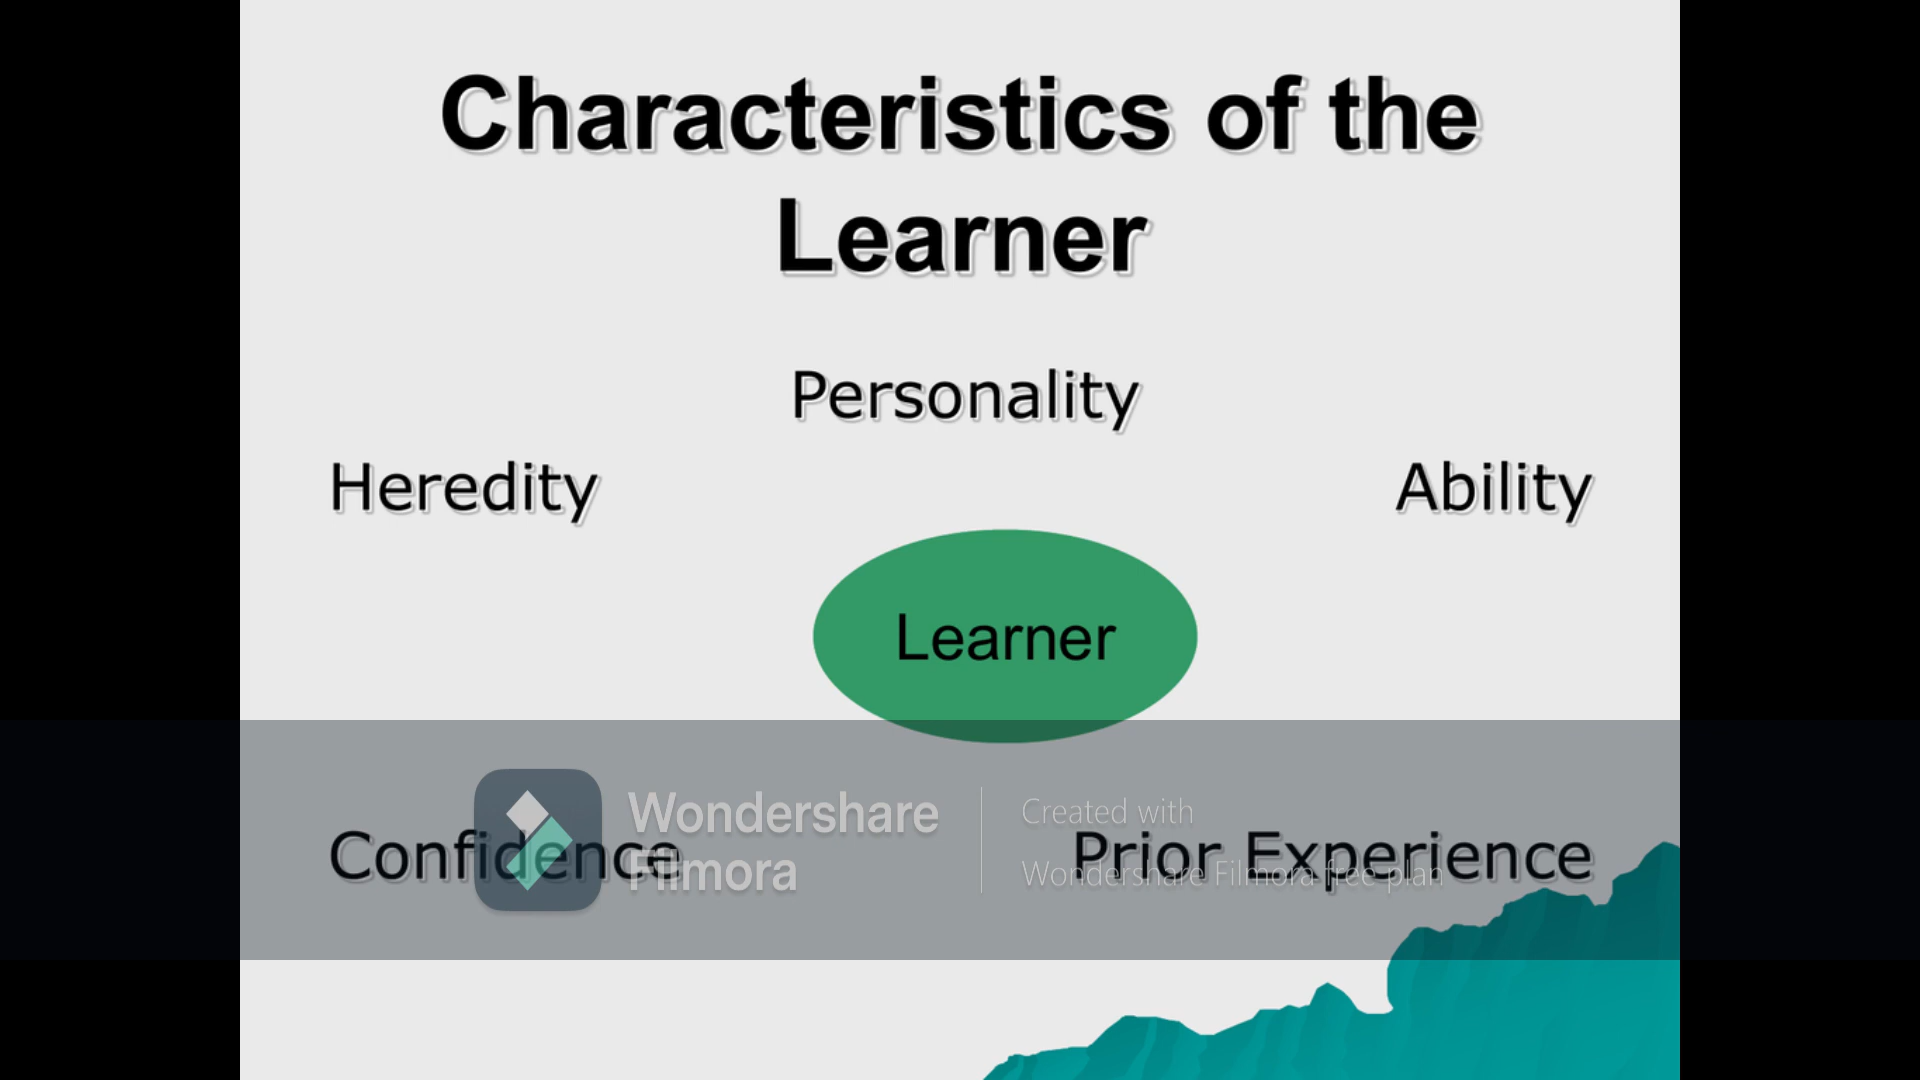 Characteristics of the
Learner
Personality
Heredity
Ability
Learner
Confidence
Prior Experience
Wondershare
Filmora
Created with
Wondershare Filmora free plan